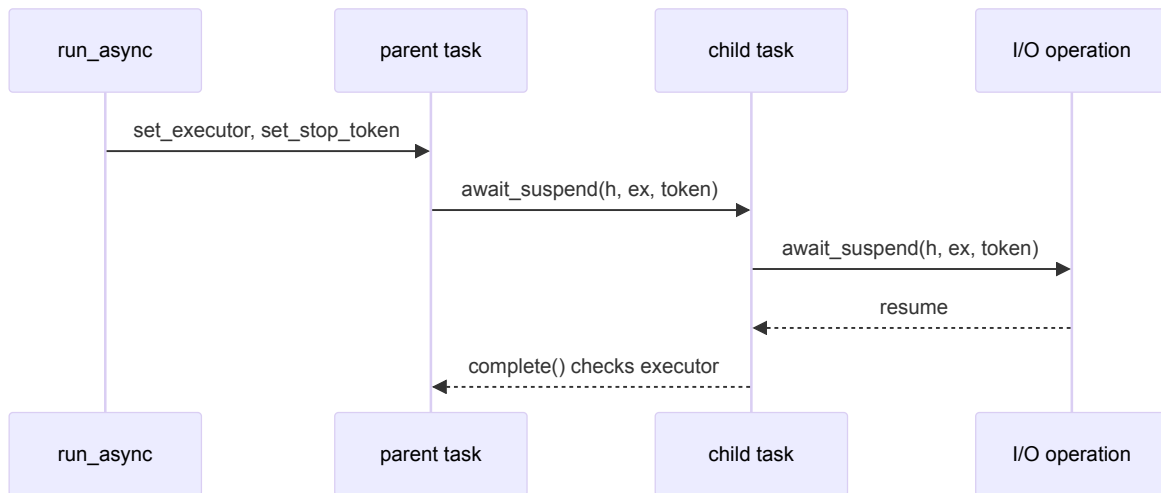 run_async
parent task
child task
I/O operation
set_executor, set_stop_token
await_suspend(h, ex, token)
await_suspend(h, ex, token)
resume
complete() checks executor
run_async
parent task
child task
I/O operation